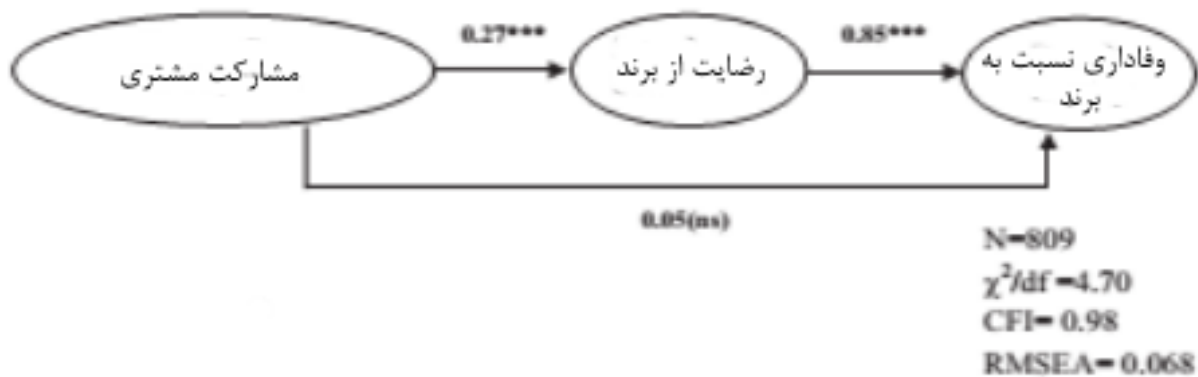 0.27***
0.85***
مشارکت مشتری
رضایت از برند
وفاداری نسبت به
برند
0.05(ns)
N=809
χ²/df =4.70
CFI= 0.98
RMSEA= 0.068